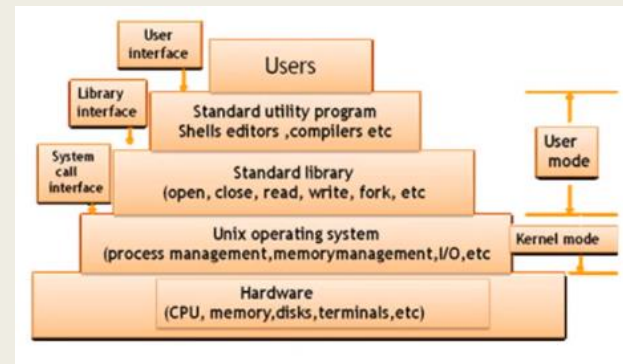 User
interface
Users
Library
interface
Standard utility program
Shells editors ,compilers etc
System
call
interface
Standard library
(open, close, read, write, fork, etc
User
mode
Unix operating system
(process management,memorymanagement,I/O,etc
Kernel mode
Hardware
(CPU, memory,disks,terminals,etc)